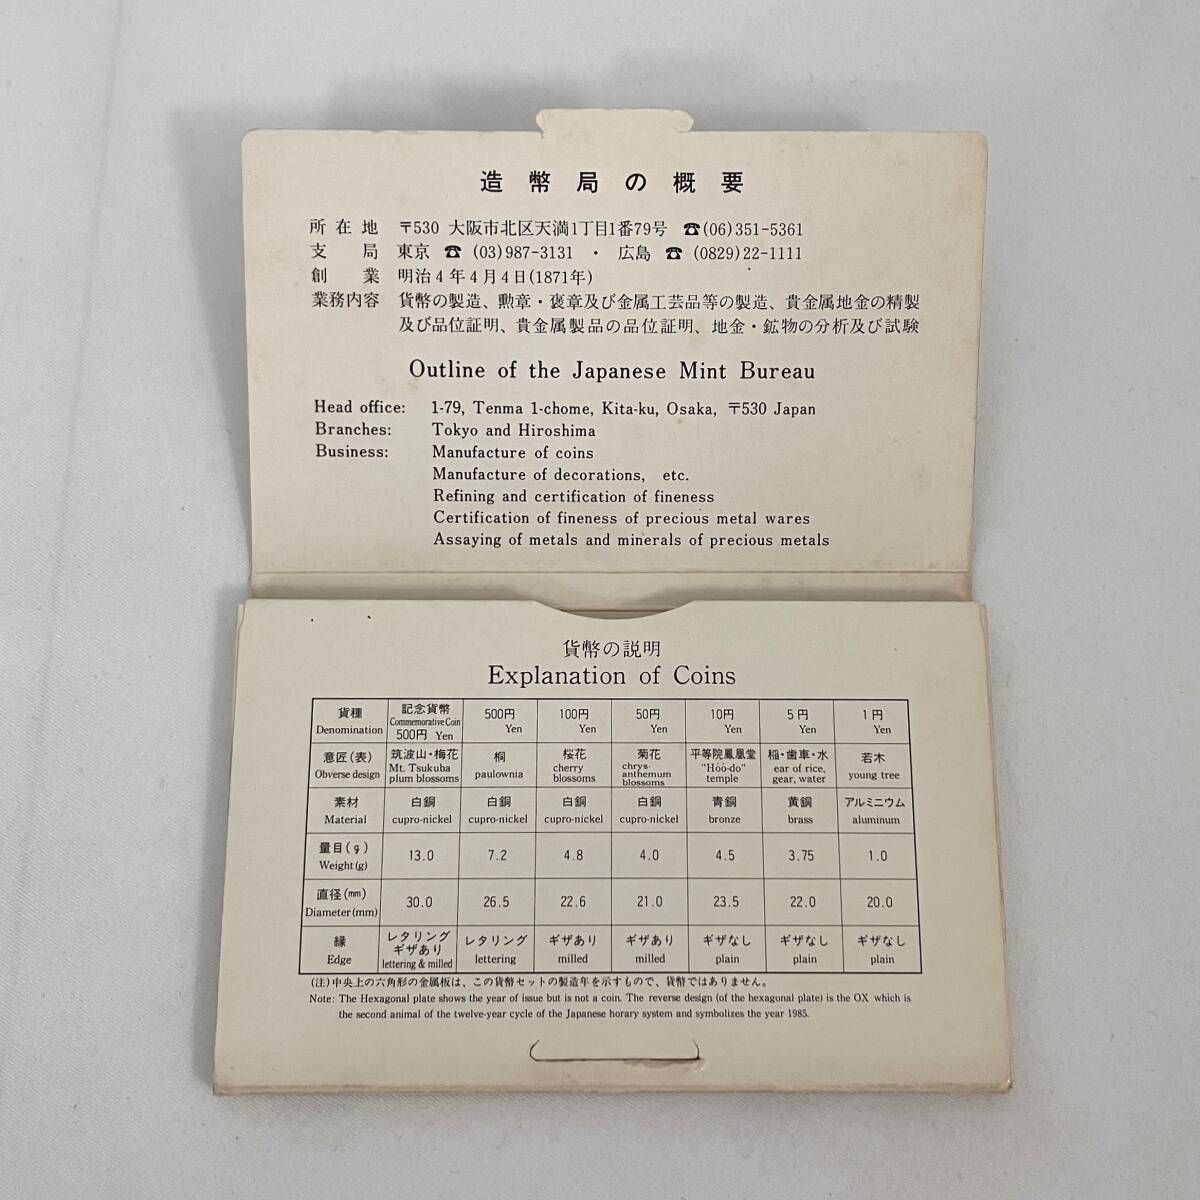 造幣局の概要
所在地 〒530 大阪市北区天満1丁目1番79号 ☎(06)351-5361
支局 東京 ☎ (03)987-3131 ・ 広島 ☎ (0829)22-1111
創業 明治4年4月4日(1871年)
業務内容 貨幣の製造、勲章・褒章及び金属工芸品等の製造、貴金属地金の精製
及び品位証明、貴金属製品の品位証明、地金・鉱物の分析及び試験
Outline of the Japanese Mint Bureau
Head office: 1-79, Tenma 1-chome, Kita-ku, Osaka, 〒530 Japan
Branches: Tokyo and Hiroshima
Business: Manufacture of coins
Manufacture of decorations, etc.
Refining and certification of fineness
Certification of fineness of precious metal wares
Assaying of metals and minerals of precious metals
貨幣の説明
Explanation of Coins
貨種 記念貨幣 500円 100円 50円 10円 5円 1円
Denomination Commemorative Coin 500円 Yen Yen Yen Yen Yen Yen Yen
意匠(表) 筑波山・梅花 桐 桜花 菊花 平等院鳳凰堂 稲・歯車・水 若木
Obverse design Mt. Tsukuba plum blossoms paulownia cherry blossoms chrys-anthemum blossoms "Hōō-do" temple ear of rice, gear, water young tree
素材 白銅 白銅 白銅 白銅 青銅 黄銅 アルミニウム
Material cupro-nickel cupro-nickel cupro-nickel cupro-nickel bronze brass aluminum
量目(g) 13.0 7.2 4.8 4.0 4.5 3.75 1.0
Weight(g)
直径(mm) 30.0 26.5 22.6 21.0 23.5 22.0 20.0
Diameter(mm)
縁 レタリング ギザあり レタリング ギザあり ギザあり ギザなし ギザなし ギザなし
Edge lettering & milled lettering milled milled plain plain plain
(注)中央上の六角形の金属板は、この貨幣セットの製造年を示すもので、貨幣ではありません。
Note: The Hexagonal plate shows the year of issue but is not a coin. The reverse design (of the hexagonal plate) is the OX which is
the second animal of the twelve-year cycle of the Japanese horary system and symbolizes the year 1985.